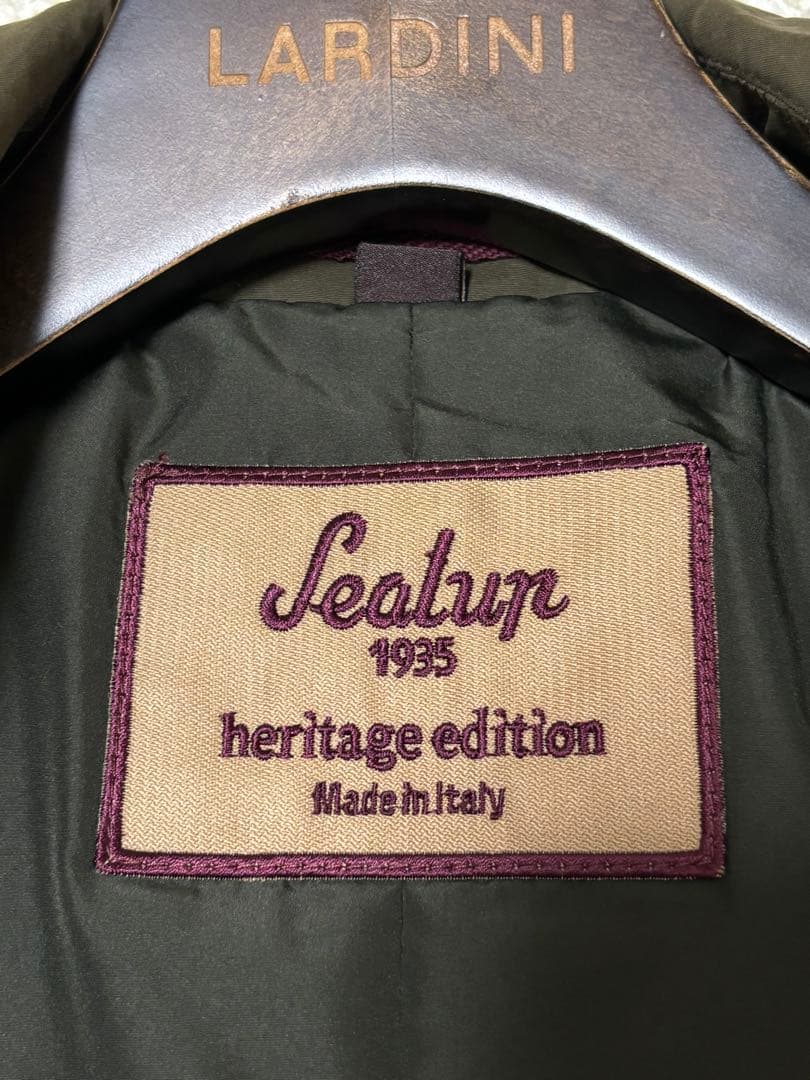 LARDINI
Sealup
1935
heritage edition
Made in Italy